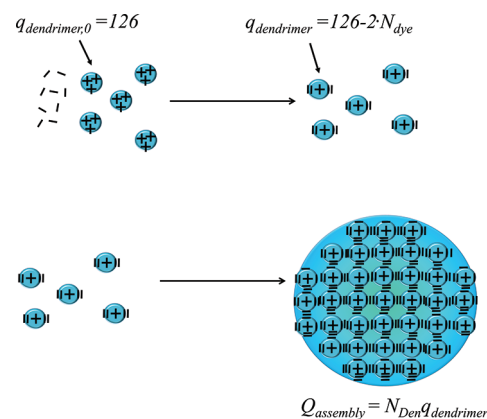 q_dendrimer,0 =126
q_dendrimer =126-2·N_dye
Q_assembly = N_Den q_dendrimer